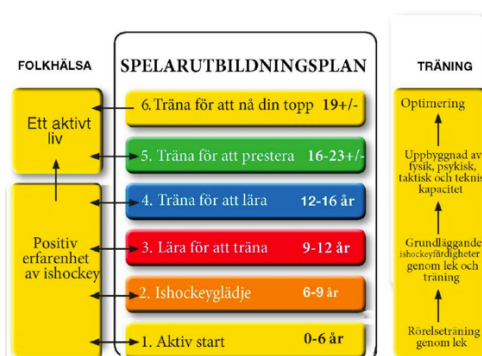 FOLKHÄLSA
Ett aktivt
liv
Positiv
erfarenhet
av ishockey
SPELARUTBILDNINGSPLAN
6. Träna för att nå din topp 19+/-
5. Träna för att prestera 16-23+/-
4. Träna för att lära 12-16 år
3. Lära för att träna 9-12 år
2. Ishockeyglädje 6-9 år
1. Aktiv start 0-6 år
TRÄNING
Optimering
Uppbyggnad av
fysik, psykisk,
taktisk och teknis
kapacitet
Grundläggande
ishockeyfärdigheter
genom lek och
träning
Rörelseträning
genom lek